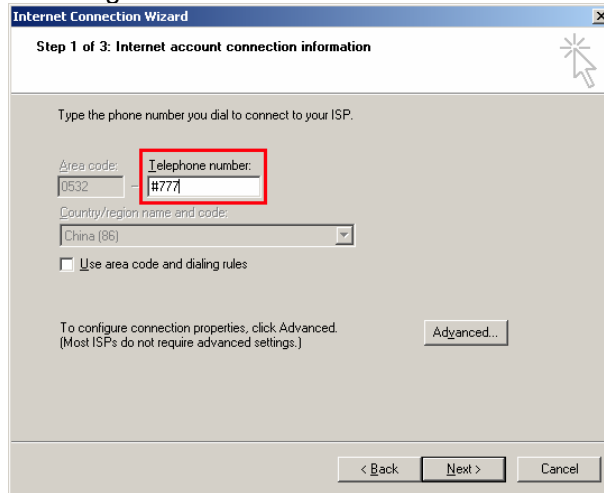 Internet Connection Wizard
Step 1 of 3: Internet account connection information
Type the phone number you dial to connect to your ISP.
Area code: Telephone number:
0532 - #777
Country/region name and code:
China (86)
Use area code and dialing rules
To configure connection properties, click Advanced.
(Most ISPs do not require advanced settings.)
Advanced...
< Back Next > Cancel